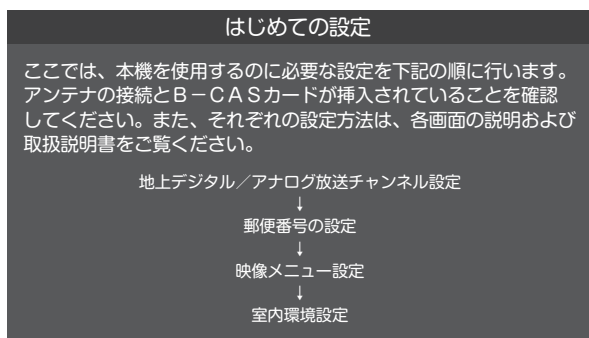 はじめての設定
ここでは、本機を使用するのに必要な設定を下記の順に行います。
アンテナの接続とB－CASカードが挿入されていることを確認
してください。また、それぞれの設定方法は、各画面の説明および
取扱説明書をご覧ください。
地上デジタル／アナログ放送チャンネル設定
↓
郵便番号の設定
↓
映像メニュー設定
↓
室内環境設定